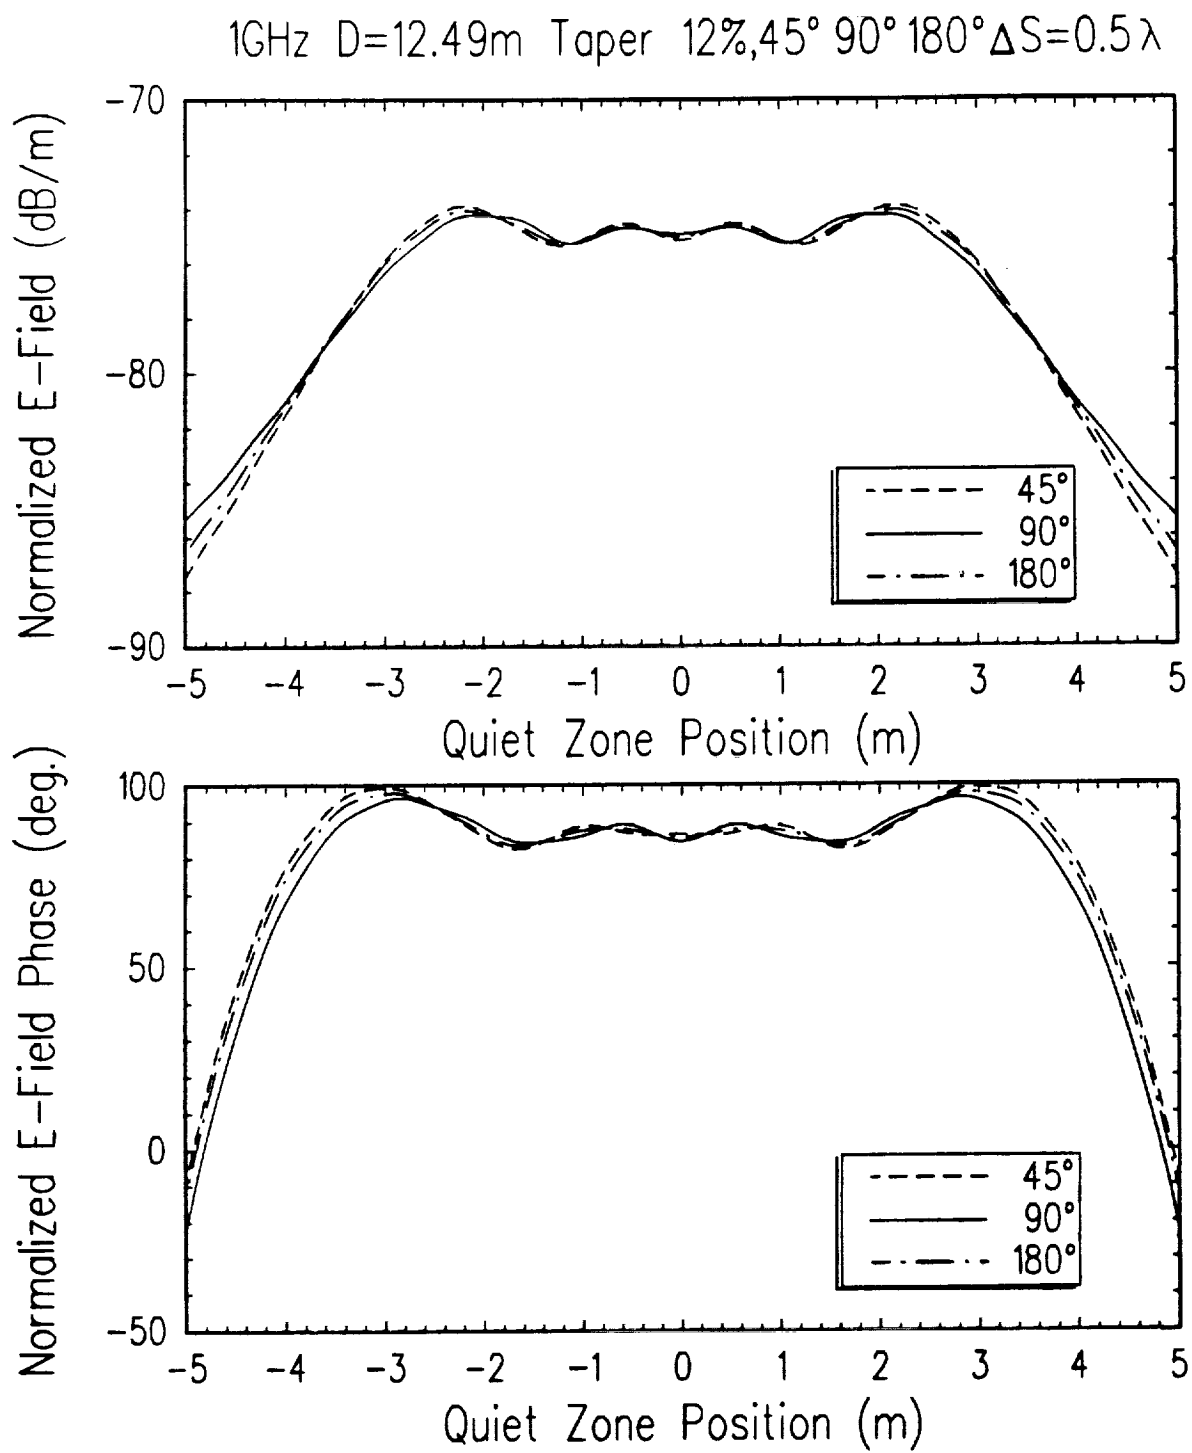 1GHz D=12.49m Taper 12%,45° 90° 180° ΔS=0.5λ
Normalized E-Field (dB/m)
-70
-80
-90
45°
90°
180°
-5 -4 -3 -2 -1 0 1 2 3 4 5
Quiet Zone Position (m)
Normalized E-Field Phase (deg.)
100
50
0
-50
45°
90°
180°
-5 -4 -3 -2 -1 0 1 2 3 4 5
Quiet Zone Position (m)